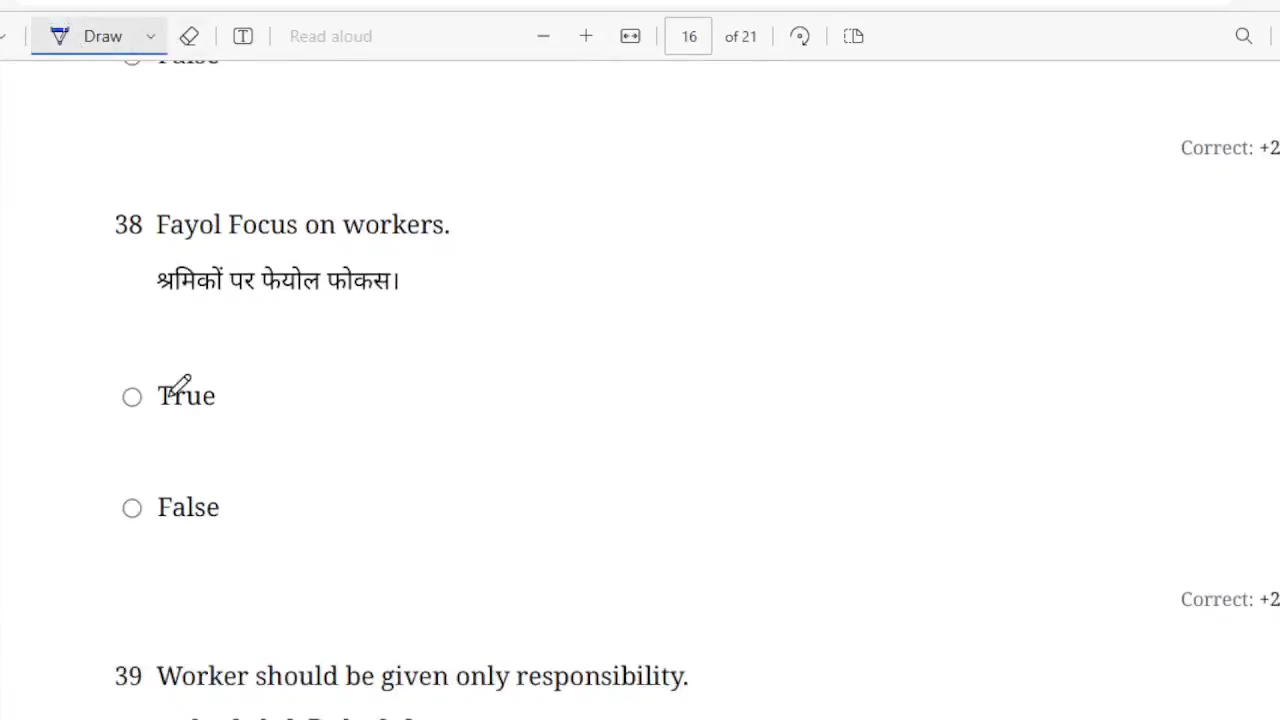 Draw
Read aloud
16 of 21
False
Correct: +2
38 Fayol Focus on workers.
श्रमिकों पर फेयोल फोकस।
True
False
Correct: +2
39 Worker should be given only responsibility.